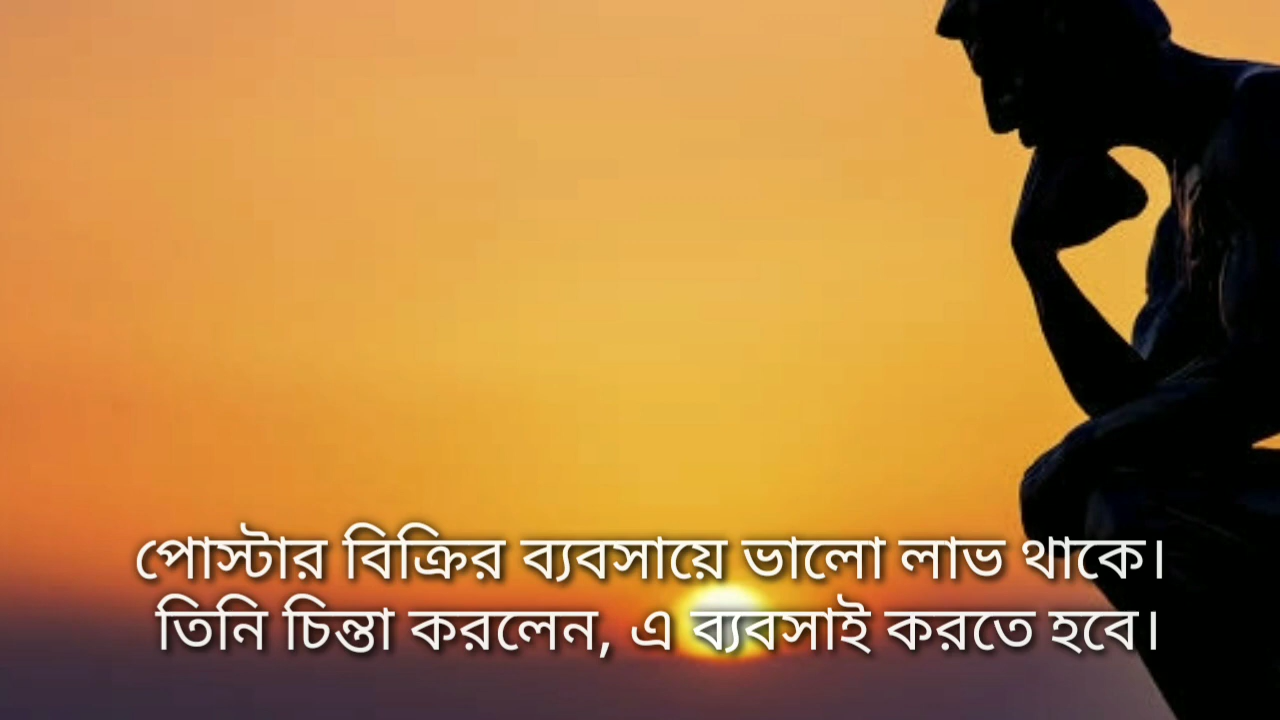 পোস্টার বিক্রির ব্যবসায়ে ভালো লাভ থাকে।
তিনি চিন্তা করলেন, এ ব্যবসাই করতে হবে।